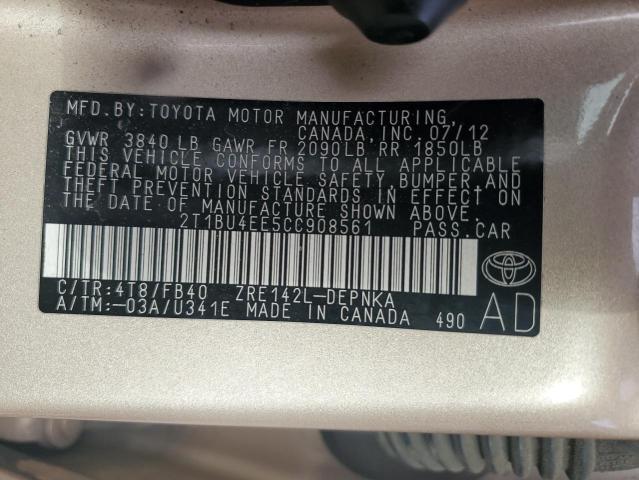 MFD. BY: TOYOTA MOTOR MANUFACTURING,
CANADA, INC. 07/12
GVWR 3840 LB GAWR FR 2090LB RR 1850LB
THIS VEHICLE CONFORMS TO ALL APPLICABLE
FEDERAL MOTOR VEHICLE SAFETY, BUMPER, AND
THEFT PREVENTION STANDARDS IN EFFECT ON
THE DATE OF MANUFACTURE SHOWN ABOVE.
2T1BU4EE5CC908561 PASS.CAR
C/TR: 4T8/FB40 ZRE142L-DEPNKA
A/TM:-03A/U341E MADE IN CANADA 490 AD